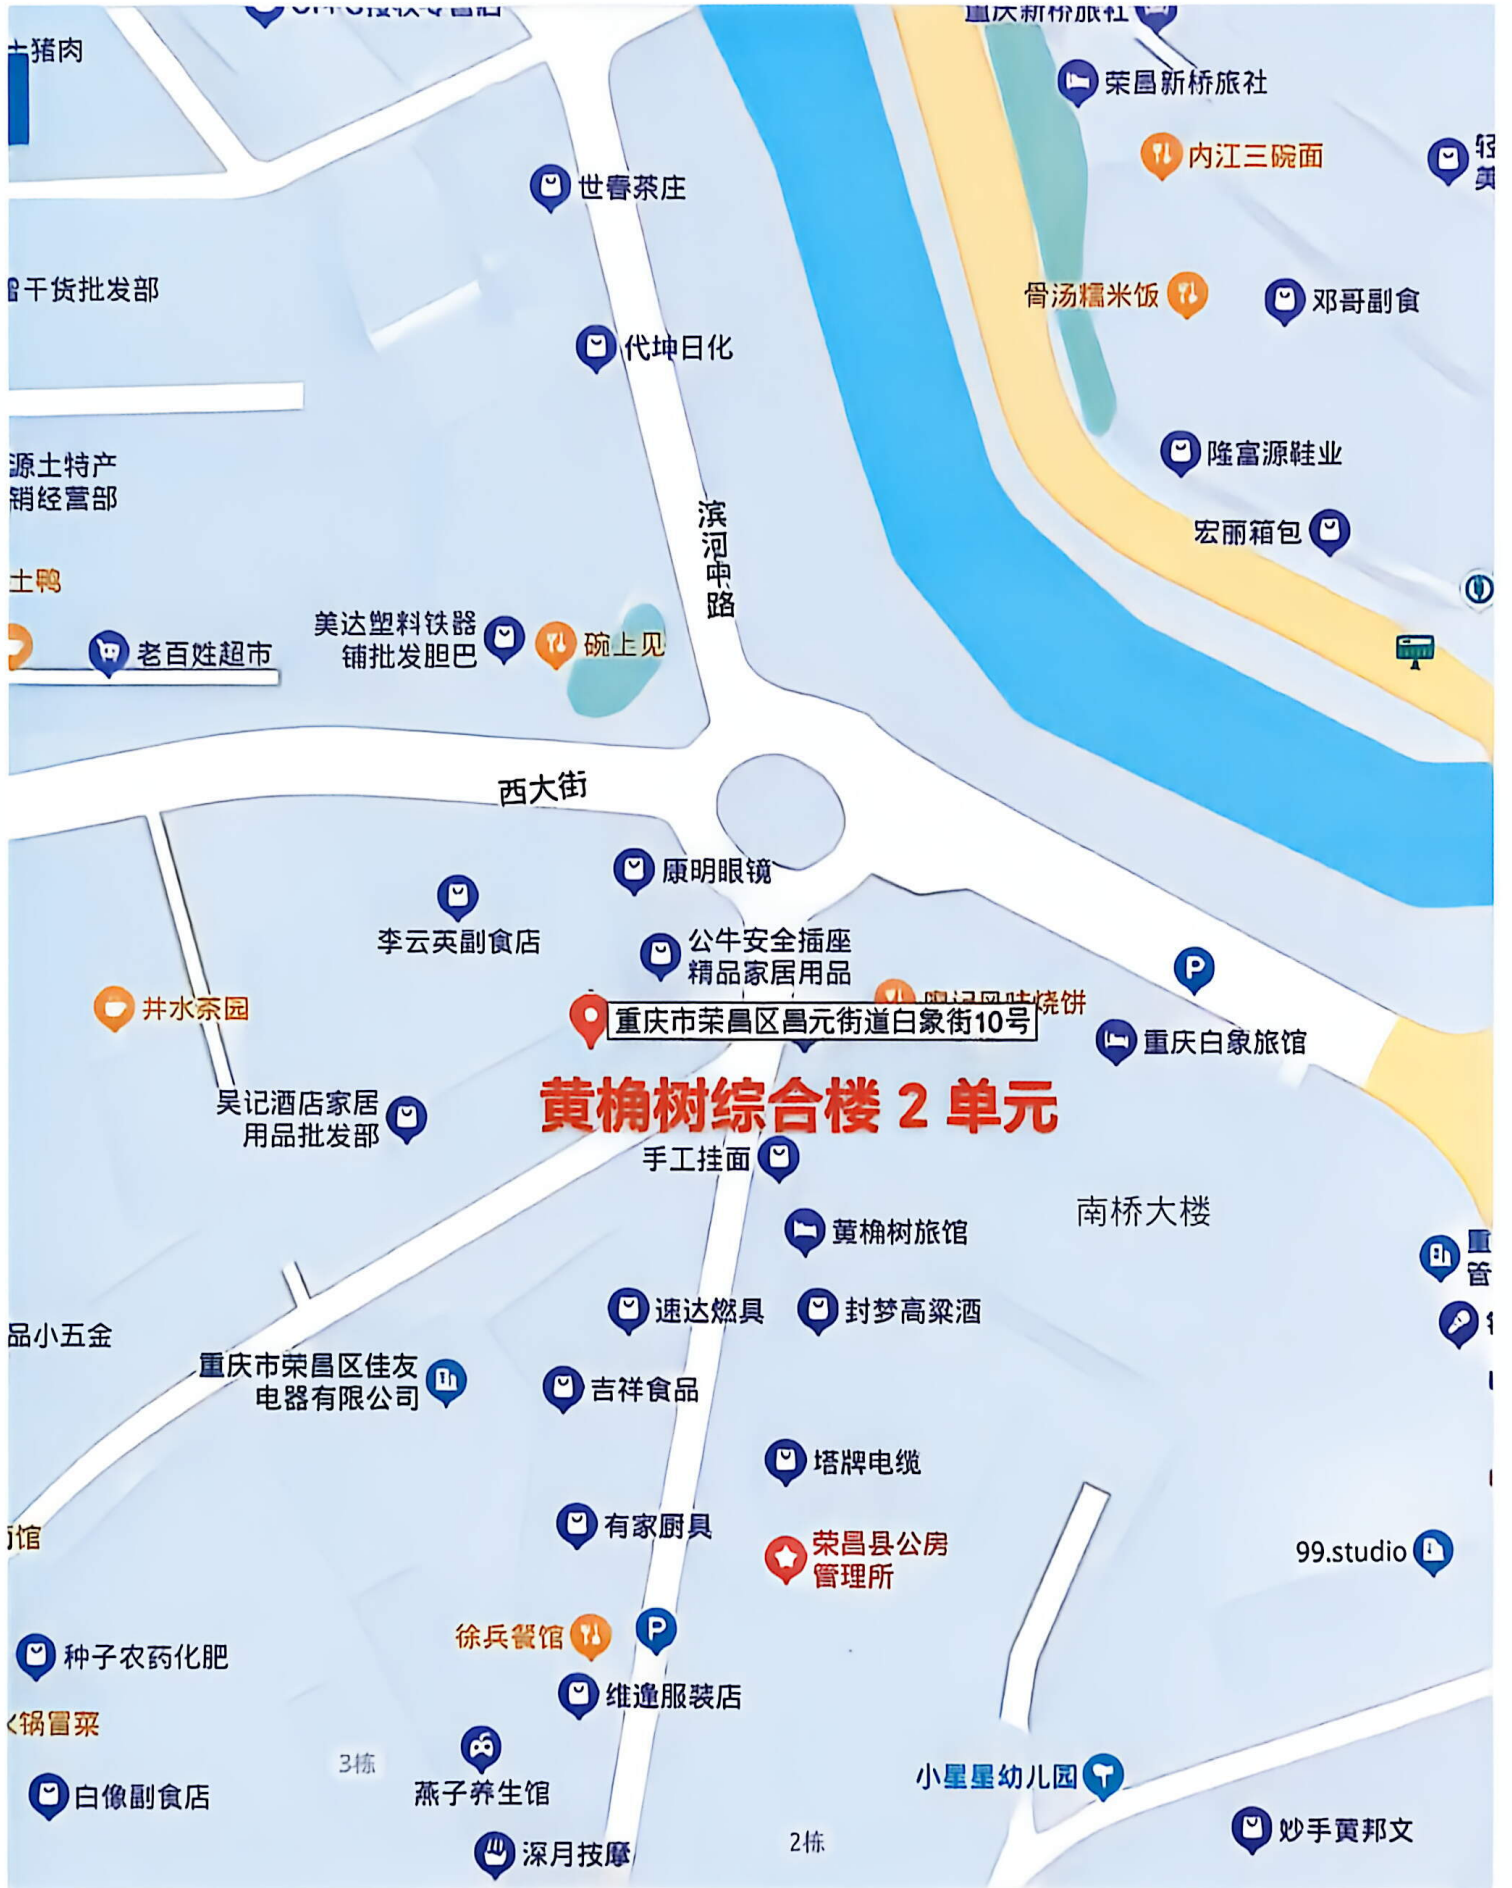 猪肉
重庆新桥旅社
荣昌新桥旅社
内江三碗面
世春茶庄
干货批发部
骨汤糯米饭
邓哥副食
代坤日化
源土特产
销经营部
隆富源鞋业
滨河中路
宏丽箱包
土鸭
美达塑料铁器
铺批发胆巴
碗上见
老百姓超市
西大街
康明眼镜
李云英副食店
公牛安全插座
精品家居用品
P
井水茶园
重庆市荣昌区昌元街道白象街10号
重庆白象旅馆
黄桷树综合楼 2 单元
吴记酒店家居
用品批发部
手工挂面
南桥大楼
黄桷树旅馆
速达燃具
封梦高粱酒
品小五金
重庆市荣昌区佳友
电器有限公司
吉祥食品
塔牌电缆
有家厨具
荣昌县公房
管理所
99.studio
徐兵餐馆
P
种子农药化肥
维逢服装店
锅冒菜
3栋
燕子养生馆
小星星幼儿园
白像副食店
妙手黄邦文
2栋
深月按摩